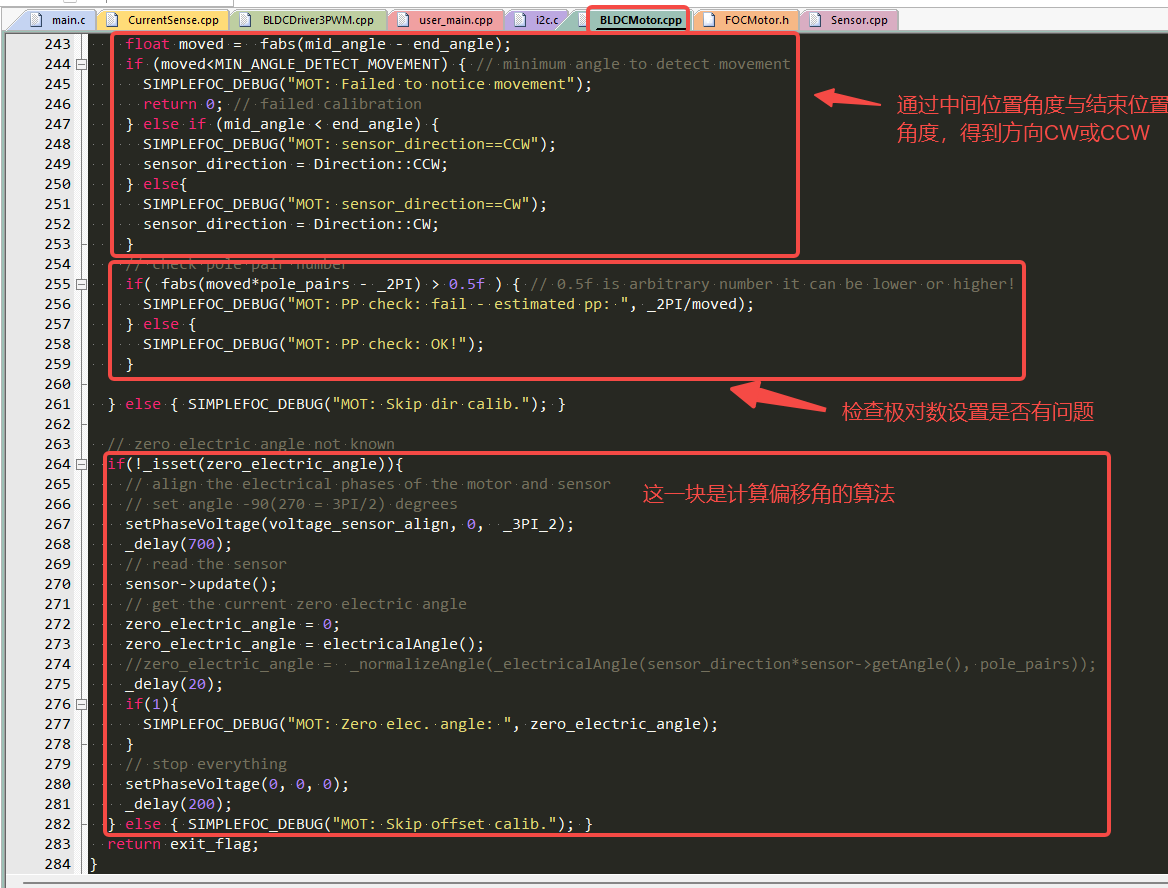 main.c CurrentSense.cpp BLDCDriver3PWM.cpp user_main.cpp i2c.c BLDCMotor.cpp FOCMotor.h Sensor.cpp
243 float moved = fabs(mid_angle - end_angle);
244 if (moved<MIN_ANGLE_DETECT_MOVEMENT) { // minimum angle to detect movement
245 SIMPLEFOC_DEBUG("MOT: Failed to notice movement");
246 return 0; // failed calibration
247 } else if (mid_angle < end_angle) {
248 SIMPLEFOC_DEBUG("MOT: sensor_direction==CCW");
249 sensor_direction = Direction::CCW;
250 } else{
251 SIMPLEFOC_DEBUG("MOT: sensor_direction==CW");
252 sensor_direction = Direction::CW;
253 }
通过中间位置角度与结束位置
角度，得到方向CW或CCW
254 // check pole pair number
255 if( fabs(moved*pole_pairs - _2PI) > 0.5f ) { // 0.5f is arbitrary number it can be lower or higher!
256 SIMPLEFOC_DEBUG("MOT: PP check: fail - estimated pp: ", _2PI/moved);
257 } else {
258 SIMPLEFOC_DEBUG("MOT: PP check: OK!");
259 }
260
261 } else { SIMPLEFOC_DEBUG("MOT: Skip dir calib."); }
检查极对数设置是否有问题
262
263 // zero electric angle not known
264 if(!_isset(zero_electric_angle)){
265 // align the electrical phases of the motor and sensor
这一块是计算偏移角的算法
266 // set angle -90(270 = 3PI/2) degrees
267 setPhaseVoltage(voltage_sensor_align, 0, _3PI_2);
268 _delay(700);
269 // read the sensor
270 sensor->update();
271 // get the current zero electric angle
272 zero_electric_angle = 0;
273 zero_electric_angle = electricalAngle();
274 //zero_electric_angle = _normalizeAngle(_electricalAngle(sensor_direction*sensor->getAngle(), pole_pairs));
275 _delay(20);
276 if(1){
277 SIMPLEFOC_DEBUG("MOT: Zero elec. angle: ", zero_electric_angle);
278 }
279 // stop everything
280 setPhaseVoltage(0, 0, 0);
281 _delay(200);
282 } else { SIMPLEFOC_DEBUG("MOT: Skip offset calib."); }
283 return exit_flag;
284 }